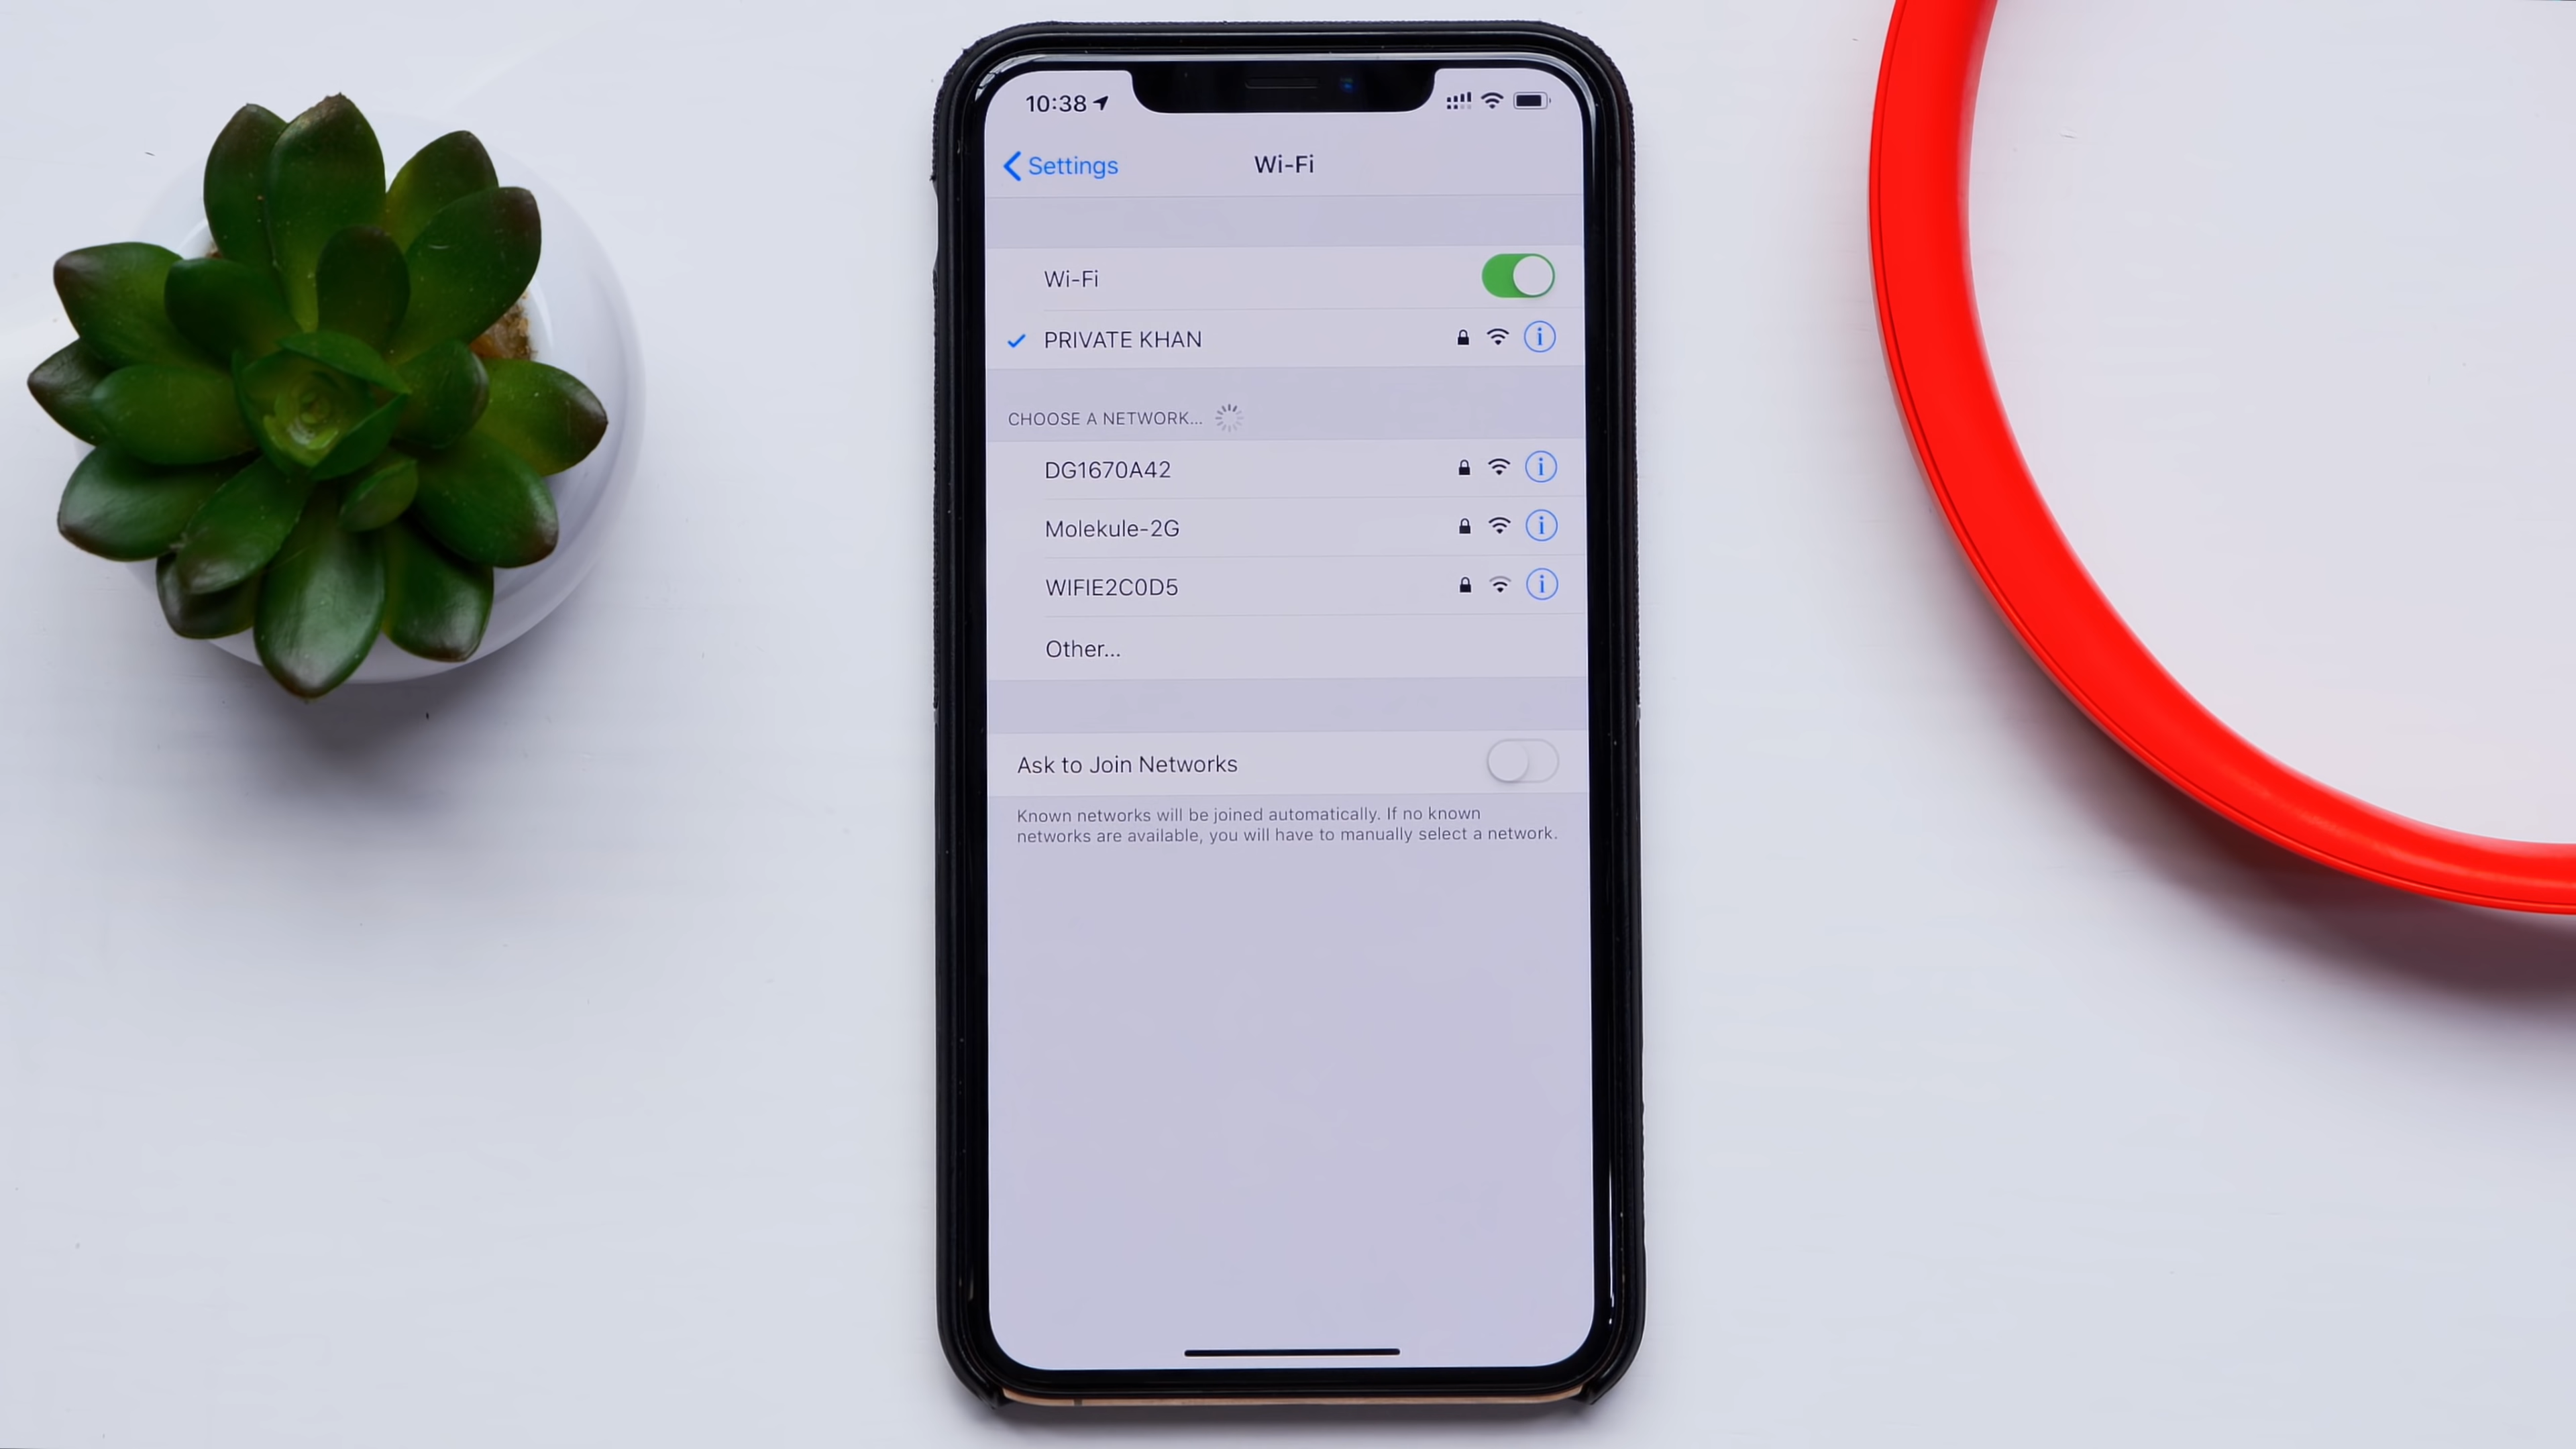 10:38
Settings
Wi-Fi
Wi-Fi
PRIVATE KHAN
CHOOSE A NETWORK...
DG1670A42
Molekule-2G
WIFIE2C0D5
Other...
Ask to Join Networks
Known networks will be joined automatically. If no known
networks are available, you will have to manually select a network.